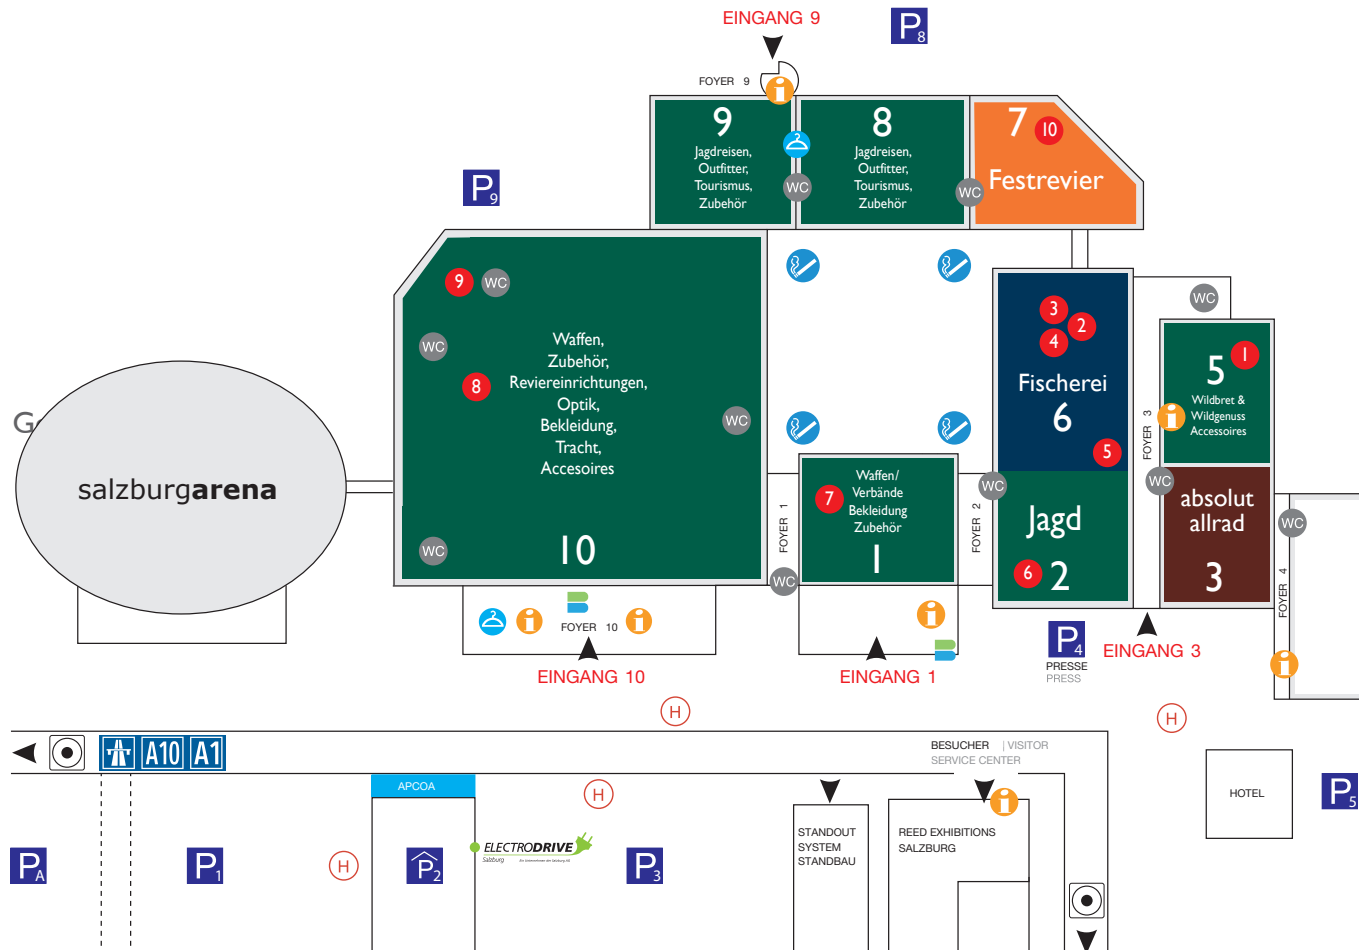 EINGANG 9
P8
FOYER 9
i
9
Jagdreisen,
Outfitter,
Tourismus,
Zubehör
2
WC
8
Jagdreisen,
Outfitter,
Tourismus,
Zubehör
WC
7
10
Festrevier
P9
9
WC
WC
8
Waffen,
Zubehör,
Reviereinrichtungen,
Optik,
Bekleidung,
Tracht,
Accesoires
WC
WC
10
3
2
4
Fischerei
6
5
WC
5
1
Wildbret &
Wildgenuss
Accessoires
i
FOYER 3
G
salzburgarena
FOYER 1
WC
7
Waffen/
Verbände
Bekleidung
Zubehör
1
FOYER 2
WC
Jagd
6
2
WC
absolut
allrad
3
WC
FOYER 4
i
2
i
FOYER 10
i
EINGANG 10
i
EINGANG 1
P4
PRESSE
PRESS
EINGANG 3
H
H
A10
A1
BESUCHER | VISITOR
SERVICE CENTER
i
APCOA
H
H
ELECTRODRIVE
Salzburg
STANDOUT
SYSTEM
STANDBAU
REED EXHIBITIONS
SALZBURG
HOTEL
P5
PA
P1
P2
P3